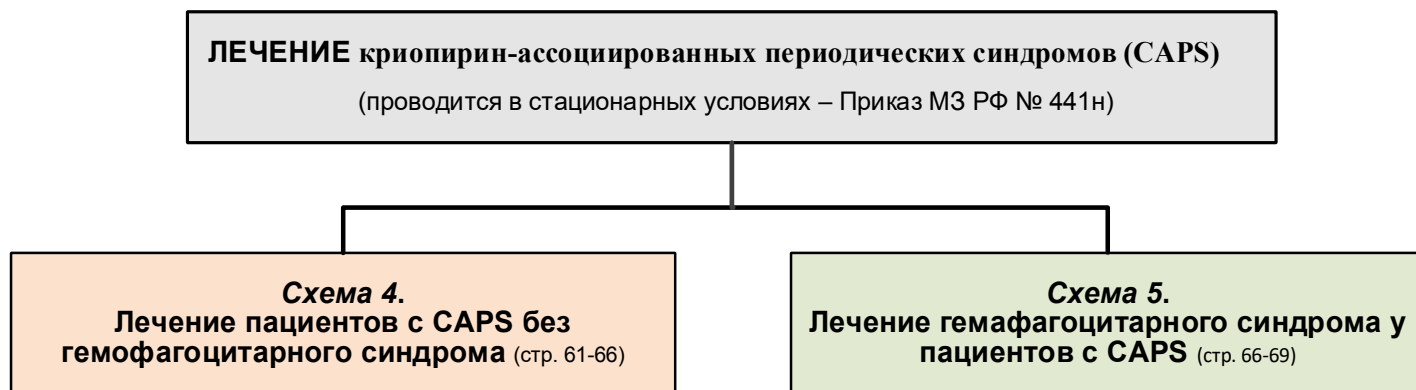 ЛЕЧЕНИЕ криопирин-ассоциированных периодических синдромов (CAPS)
(проводится в стационарных условиях – Приказ МЗ РФ № 441н)
Схема 4.
Лечение пациентов с CAPS без
гемофагоцитарного синдрома (стр. 61-66)
Схема 5.
Лечение гемафагоцитарного синдрома у
пациентов с CAPS (стр. 66-69)